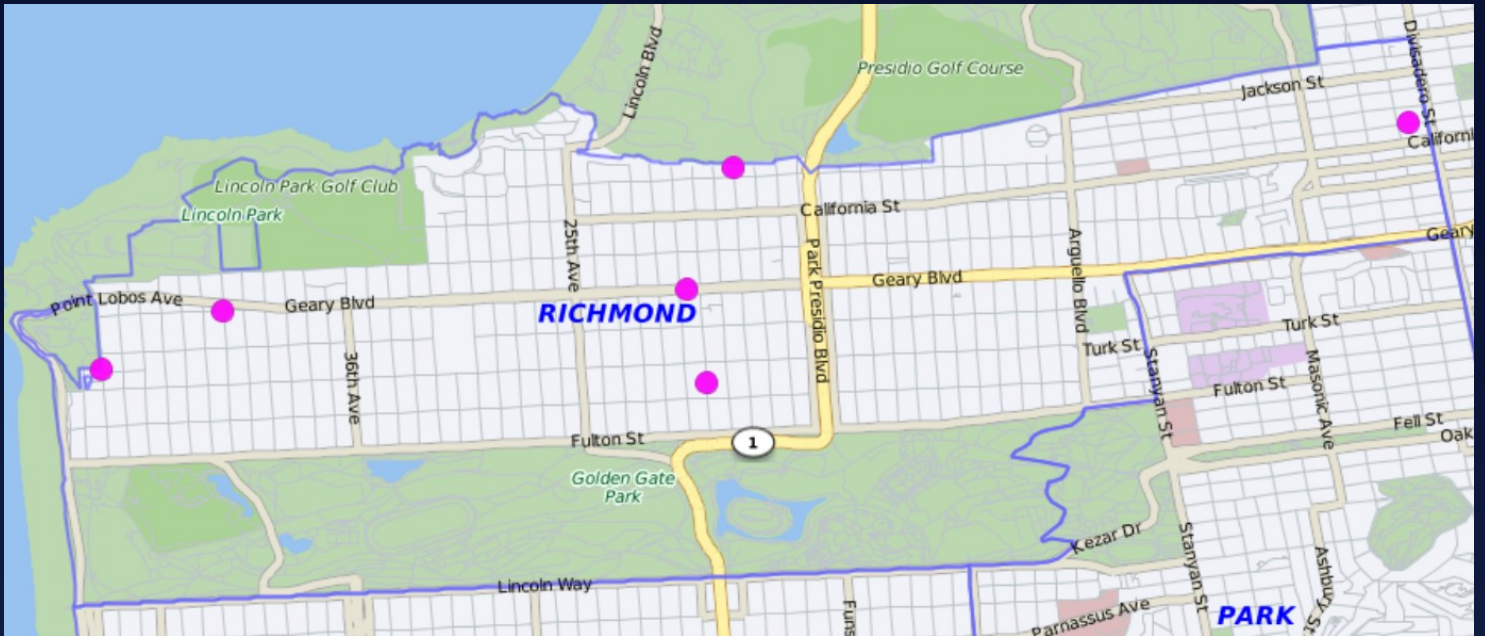 Lincoln Blvd
Presidio Golf Course
Divisadero St
Jackson St
California St
Lincoln Park Golf Club
Lincoln Park
25th Ave
California St
Arguello Blvd
Geary
Park Presidio Blvd
Geary Blvd
Point Lobos Ave
Geary Blvd
RICHMOND
Turk St
Turk St
36th Ave
Stanyan St
Masonic Ave
Fulton St
Fulton St
1
Fell St
Oak
Golden Gate
Park
Kezar Dr
Stanyan St
Lincoln Way
Ashbury St
Funs
Parnassus Ave
PARK